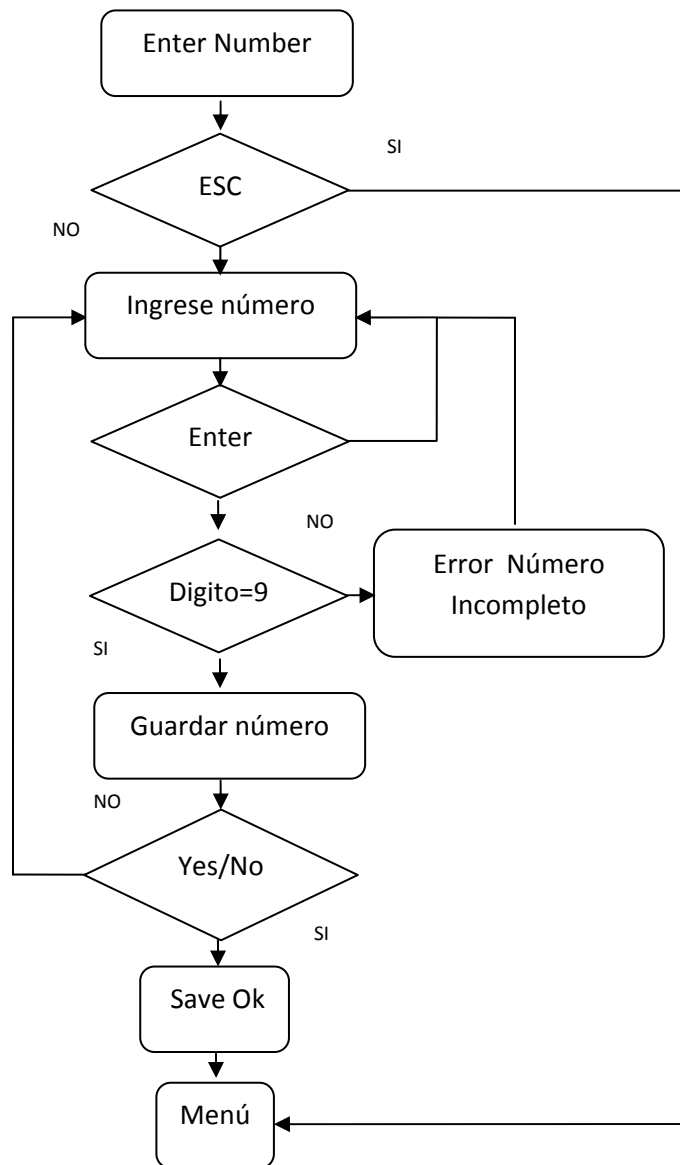 Enter Number
SI
ESC
NO
Ingrese número
Enter
NO
Error Número
Incompleto
Digito=9
SI
Guardar número
NO
Yes/No
SI
Save Ok
Menú